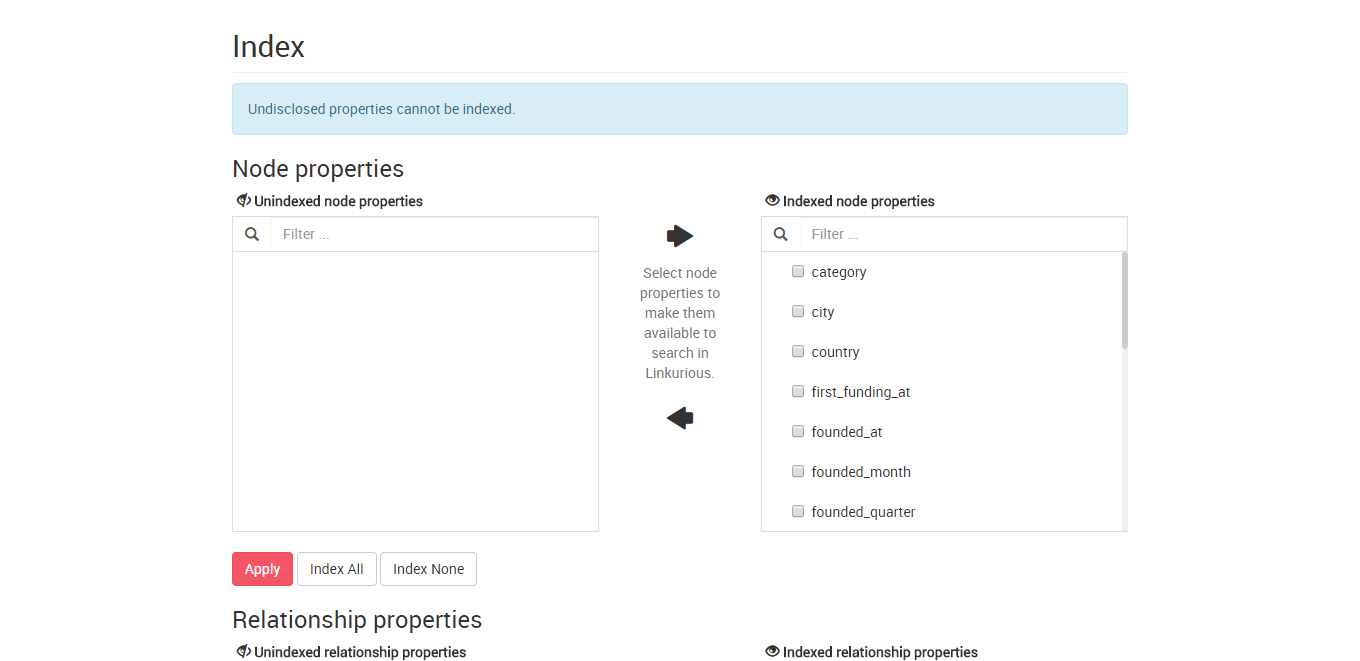 Index
Undisclosed properties cannot be indexed.
Node properties
Unindexed node properties
Filter ...
Select node
properties to
make them
available to
search in
Linkurious.
Indexed node properties
Filter ...
category
city
country
first_funding_at
founded_at
founded_month
founded_quarter
Apply Index All Index None
Relationship properties
Unindexed relationship properties
Indexed relationship properties